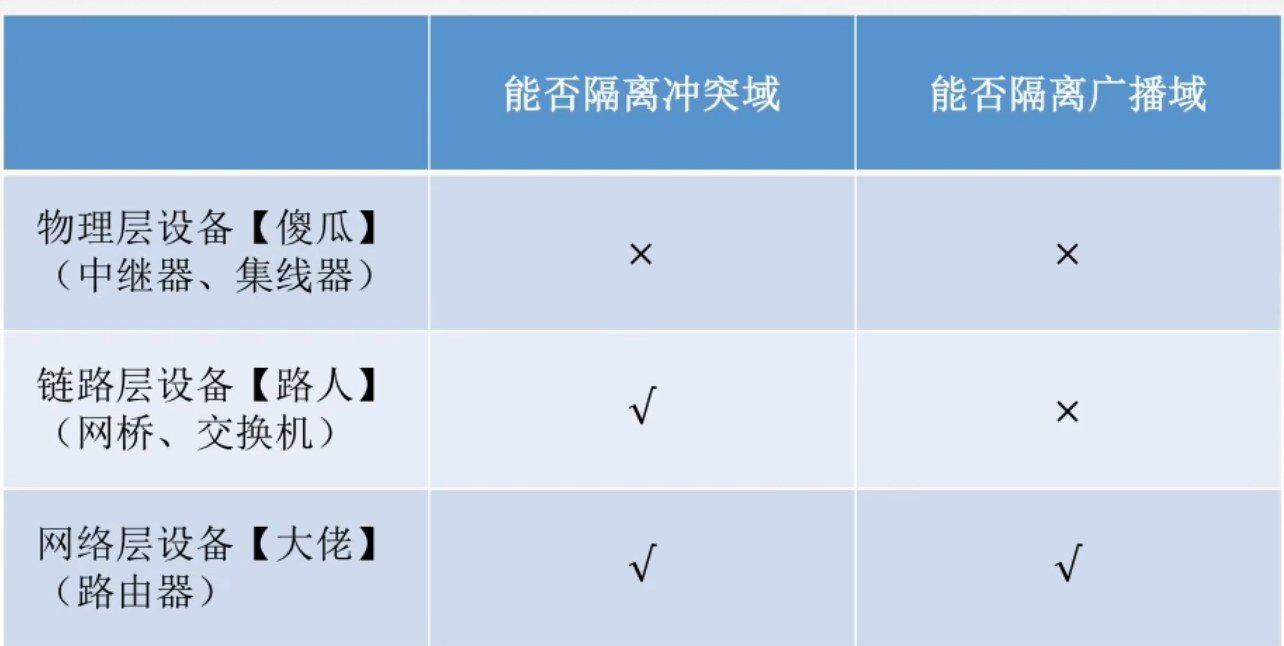 能否隔离冲突域
能否隔离广播域
物理层设备【傻瓜】
（中继器、集线器）
×
×
链路层设备【路人】
（网桥、交换机）
√
×
网络层设备【大佬】
（路由器）
√
√